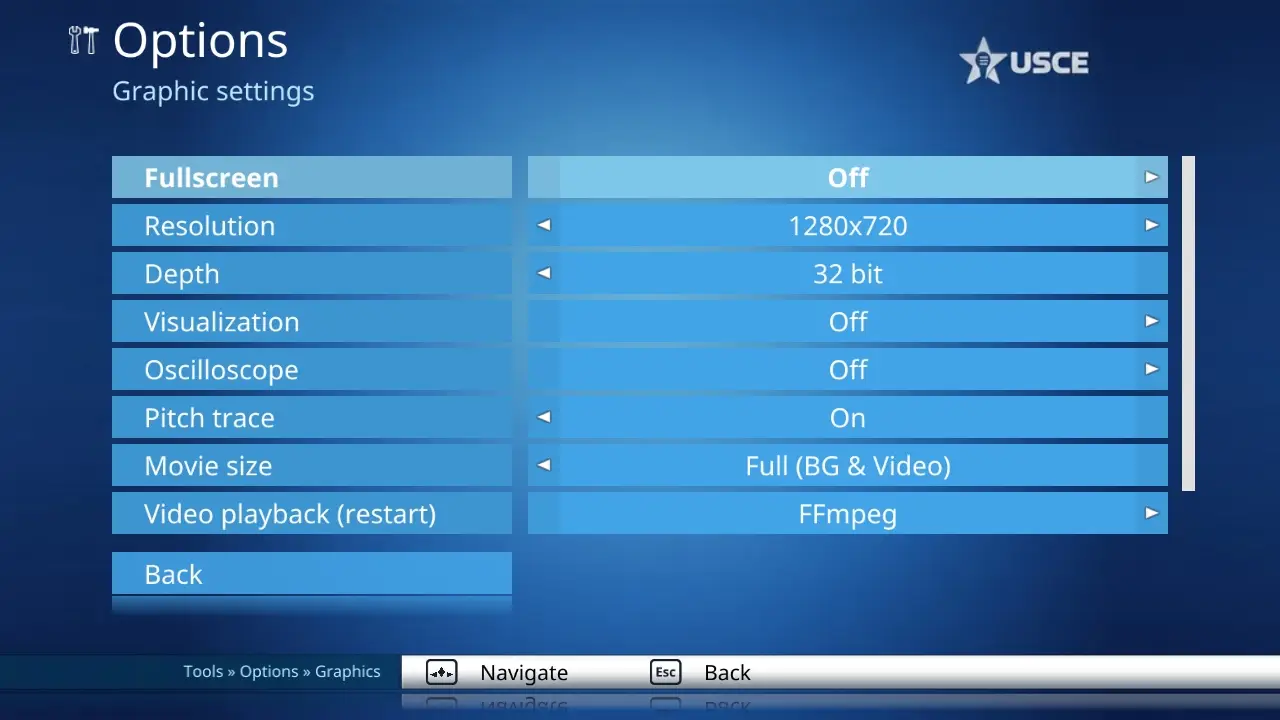 Options
Graphic settings
USCE
Fullscreen Off
Resolution 1280x720
Depth 32 bit
Visualization Off
Oscilloscope Off
Pitch trace On
Movie size Full (BG & Video)
Video playback (restart) FFmpeg
Back
Tools » Options » Graphics Navigate Esc Back